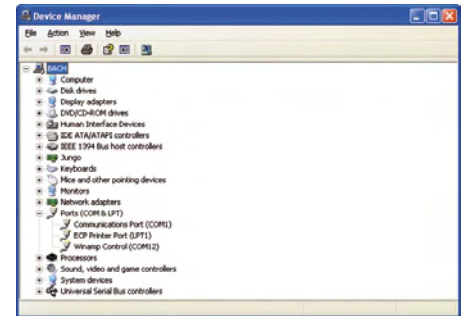 Device Manager
File Action View Help
BACH
Computer
Disk drives
Display adapters
DVD/CD-ROM drives
Human Interface Devices
IDE ATA/ATAPI controllers
IEEE 1394 Bus host controllers
Jungo
Keyboards
Mice and other pointing devices
Monitors
Network adapters
Ports (COM & LPT)
Communications Port (COM1)
ECP Printer Port (LPT1)
Winamp Control (COM12)
Processors
Sound, video and game controllers
System devices
Universal Serial Bus controllers